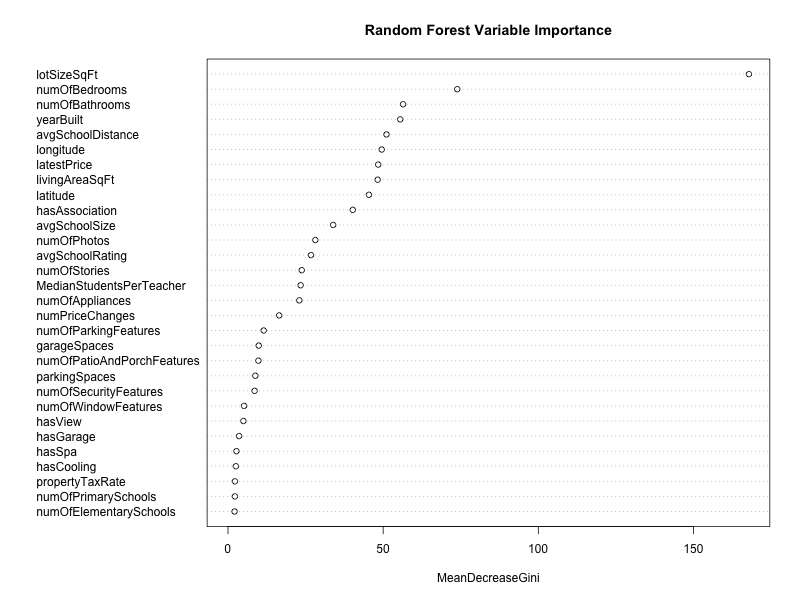 Random Forest Variable Importance
lotSizeSqFt
numOfBedrooms
numOfBathrooms
yearBuilt
avgSchoolDistance
longitude
latestPrice
livingAreaSqFt
latitude
hasAssociation
avgSchoolSize
numOfPhotos
avgSchoolRating
numOfStories
MedianStudentsPerTeacher
numOfAppliances
numPriceChanges
numOfParkingFeatures
garageSpaces
numOfPatioAndPorchFeatures
parkingSpaces
numOfSecurityFeatures
numOfWindowFeatures
hasView
hasGarage
hasSpa
hasCooling
propertyTaxRate
numOfPrimarySchools
numOfElementarySchools
0 50 100 150
MeanDecreaseGini